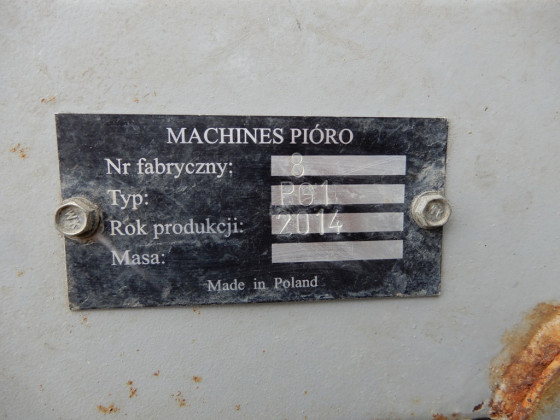 MACHINES PIÓRO
Nr fabryczny: 8
Typ: P01
Rok produkcji: 2014
Masa:
Made in Poland